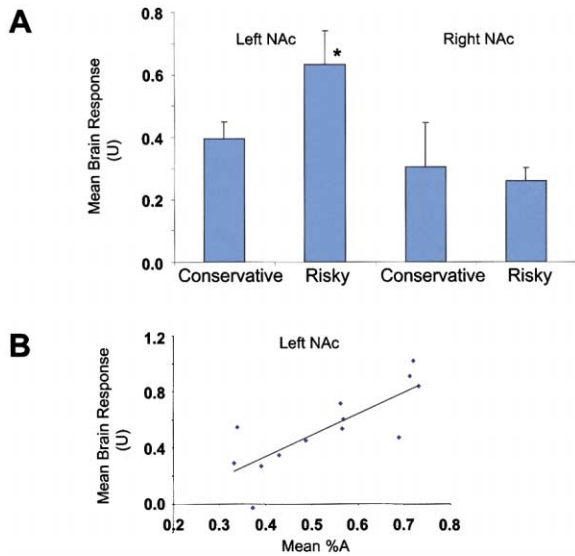 A
0.8
Left NAc
Right NAc
*
0.6
0.4
0.2
0.0
Mean Brain Response
(U)
Conservative Risky Conservative Risky
B
Left NAc
1.2
0.8
0.4
0.0
Mean Brain Response
(U)
0.2 0.3 0.4 0.5 0.6 0.7 0.8
Mean %A